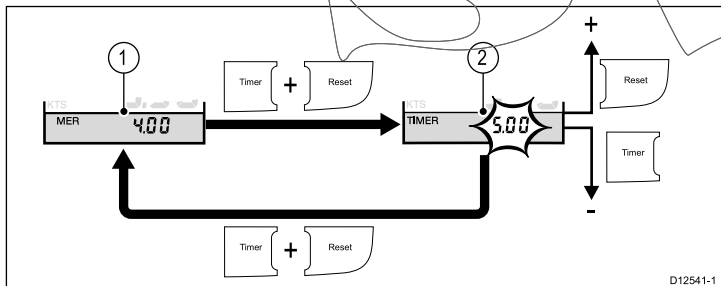 1
2
+
Timer + Reset
Reset
KTS
MER 4.00
KTS
TIMER 5.00
Timer
-
Timer + Reset
D12541-1